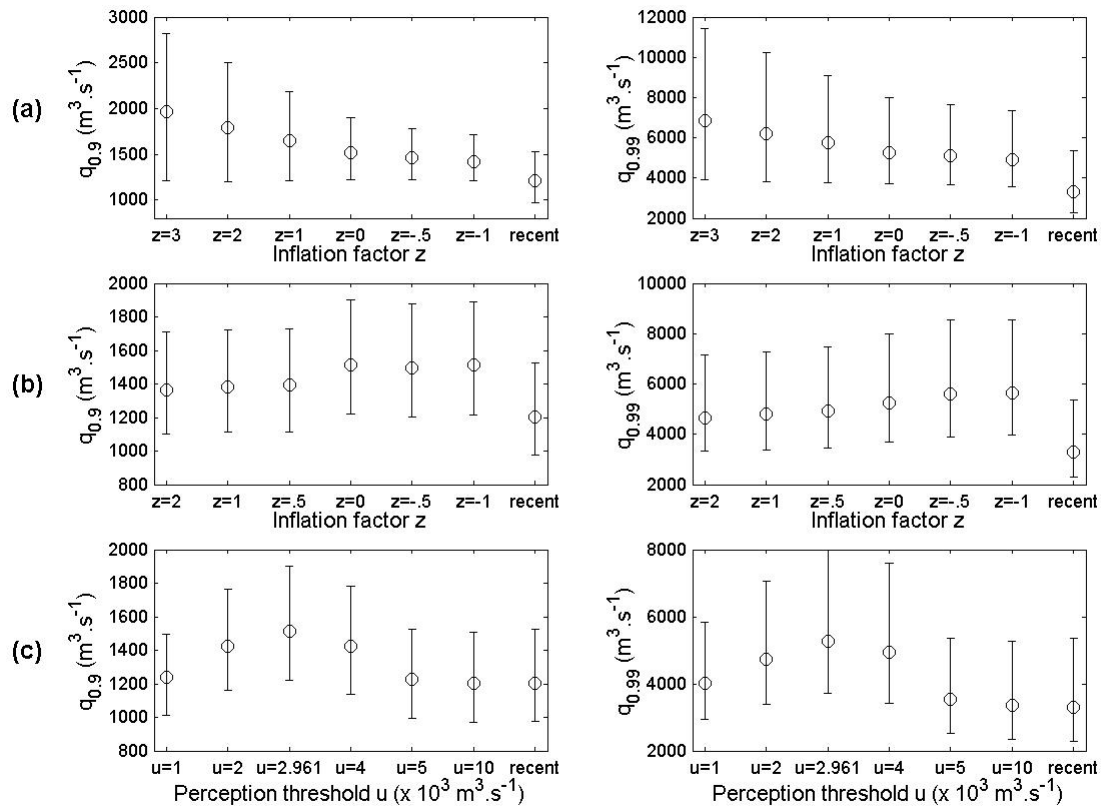 (a)
3000
2500
2000
1500
1000
q0.9 (m³.s⁻¹)
z=3 z=2 z=1 z=0 z=-.5 z=-1 recent
Inflation factor z
12000
10000
8000
6000
4000
2000
q0.99 (m³.s⁻¹)
z=3 z=2 z=1 z=0 z=-.5 z=-1 recent
Inflation factor z
(b)
2000
1800
1600
1400
1200
1000
800
q0.9 (m³.s⁻¹)
z=2 z=1 z=.5 z=0 z=-.5 z=-1 recent
Inflation factor z
10000
8000
6000
4000
2000
q0.99 (m³.s⁻¹)
z=2 z=1 z=.5 z=0 z=-.5 z=-1 recent
Inflation factor z
(c)
2000
1800
1600
1400
1200
1000
800
q0.9 (m³.s⁻¹)
u=1 u=2 u=2.961 u=4 u=5 u=10 recent
Perception threshold u (x 10³ m³.s⁻¹)
8000
6000
4000
2000
q0.99 (m³.s⁻¹)
u=1 u=2 u=2.961 u=4 u=5 u=10 recent
Perception threshold u (x 10³ m³.s⁻¹)